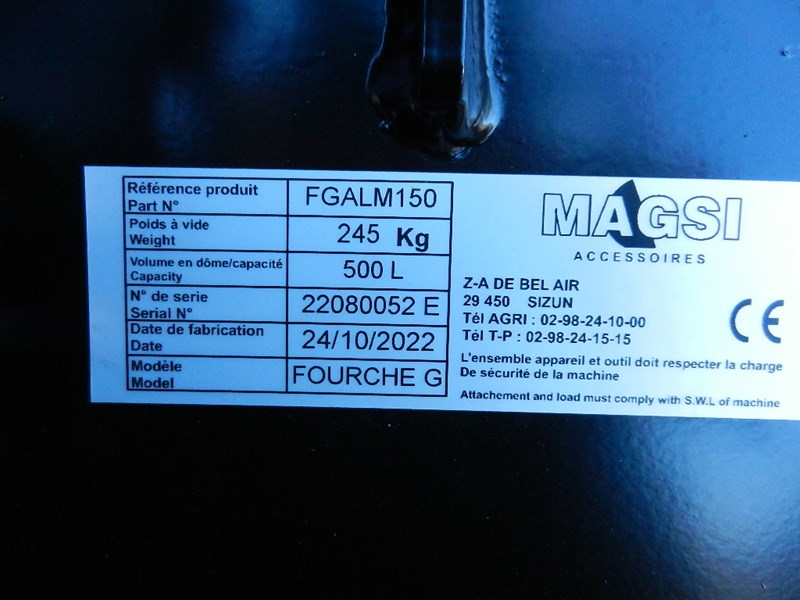 Référence produit
Part N°
FGALM150
Poids à vide
Weight
245 Kg
Volume en dôme/capacité
Capacity
500 L
N° de serie
Serial N°
22080052 E
Date de fabrication
Date
24/10/2022
Modèle
Model
FOURCHE G
MAGSI
ACCESSOIRES
Z-A DE BEL AIR
29 450 SIZUN
Tél AGRI : 02-98-24-10-00
Tél T-P : 02-98-24-15-15
CE
L'ensemble appareil et outil doit respecter la charge
De sécurité de la machine
Attachement and load must comply with S.W.L of machine